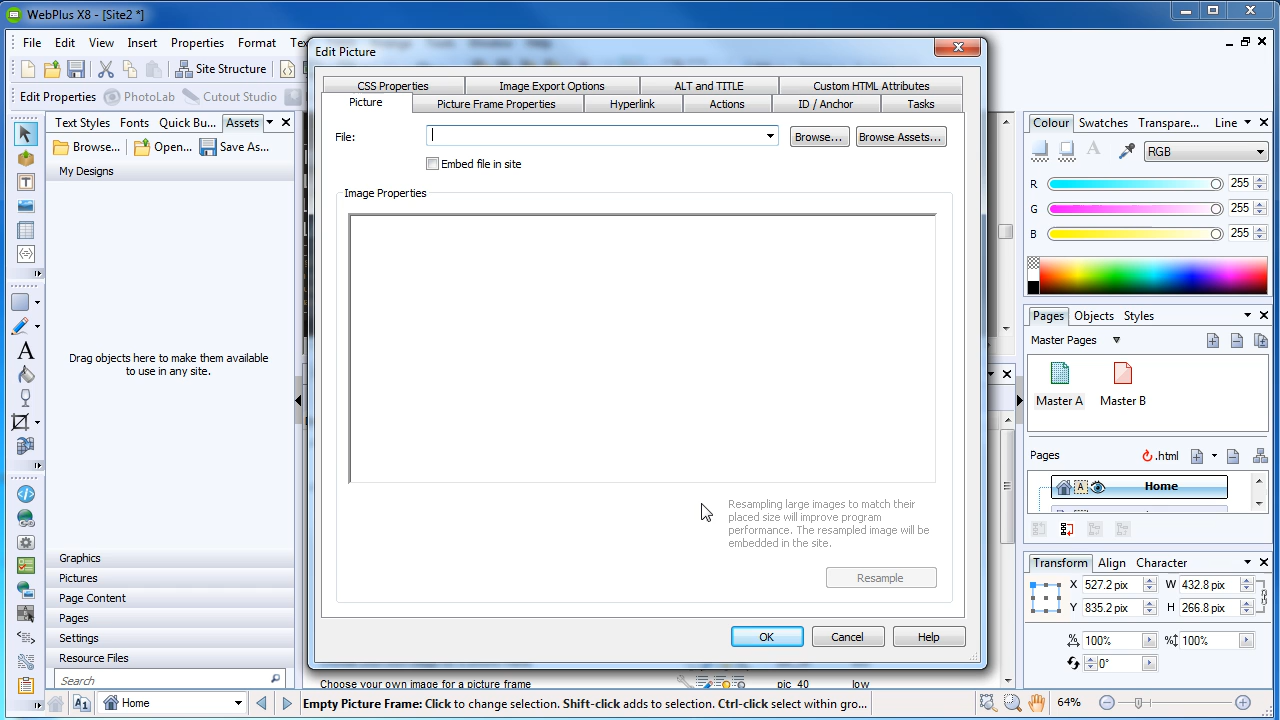 WebPlus X8 - [Site2 *]
File Edit View Insert Properties Format
Site Structure
Edit Properties PhotoLab Cutout Studio
Text Styles Fonts Quick Bu... Assets
Browse... Open... Save As...
My Designs
Drag objects here to make them available
to use in any site.
Graphics
Pictures
Page Content
Pages
Settings
Resource Files
Search
Edit Picture
CSS Properties Image Export Options ALT and TITLE Custom HTML Attributes
Picture Picture Frame Properties Hyperlink Actions ID / Anchor Tasks
File: Browse... Browse Assets...
Embed file in site
Image Properties
Resampling large images to match their
placed size will improve program
performance. The resampled image will be
embedded in the site.
Resample
OK Cancel Help
Choose your own image for a picture frame pic_40 low
Colour Swatches Transpare... Line
A RGB
R 255
G 255
B 255
Pages Objects Styles
Master Pages
Master A Master B
Pages .html
A Home
Transform Align Character
X 527.2 pix W 432.8 pix
Y 835.2 pix H 266.8 pix
100% 100%
0°
Home Empty Picture Frame: Click to change selection. Shift-click adds to selection. Ctrl-click select within gro... 64%